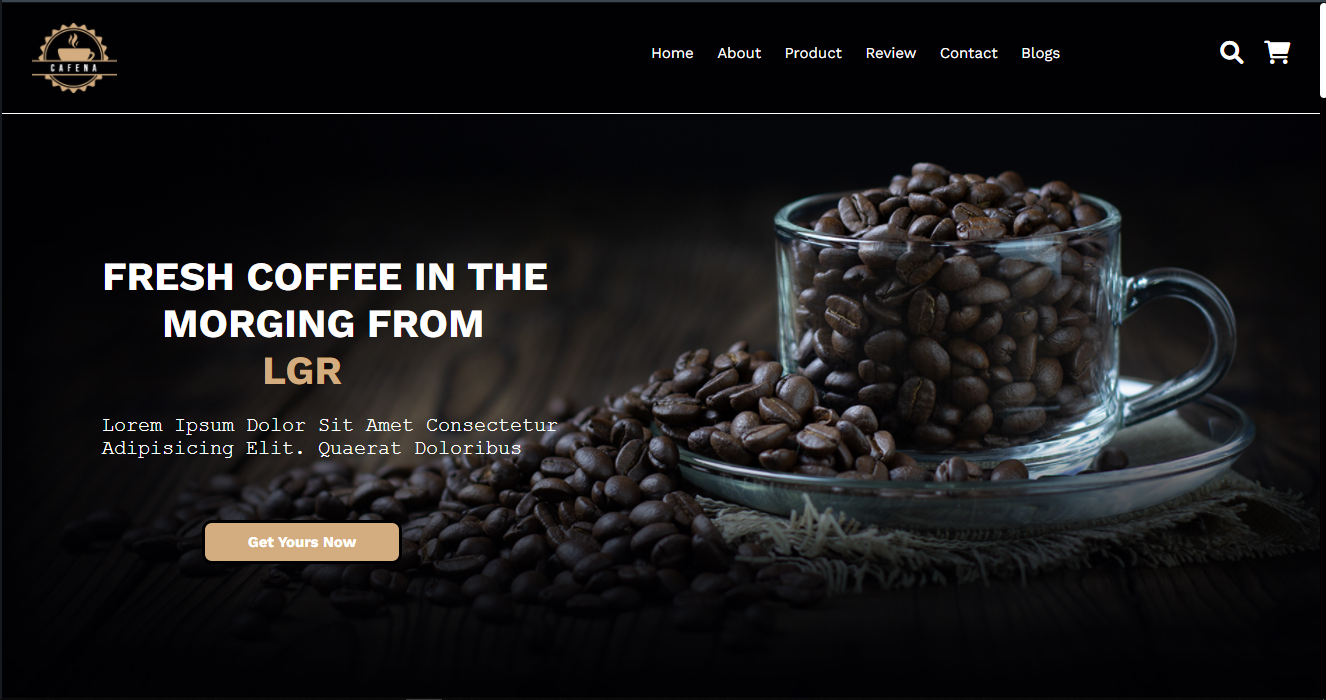 CAFENA
Home About Product Review Contact Blogs
FRESH COFFEE IN THE
MORGING FROM
LGR
Lorem Ipsum Dolor Sit Amet Consectetur
Adipisicing Elit. Quaerat Doloribus
Get Yours Now